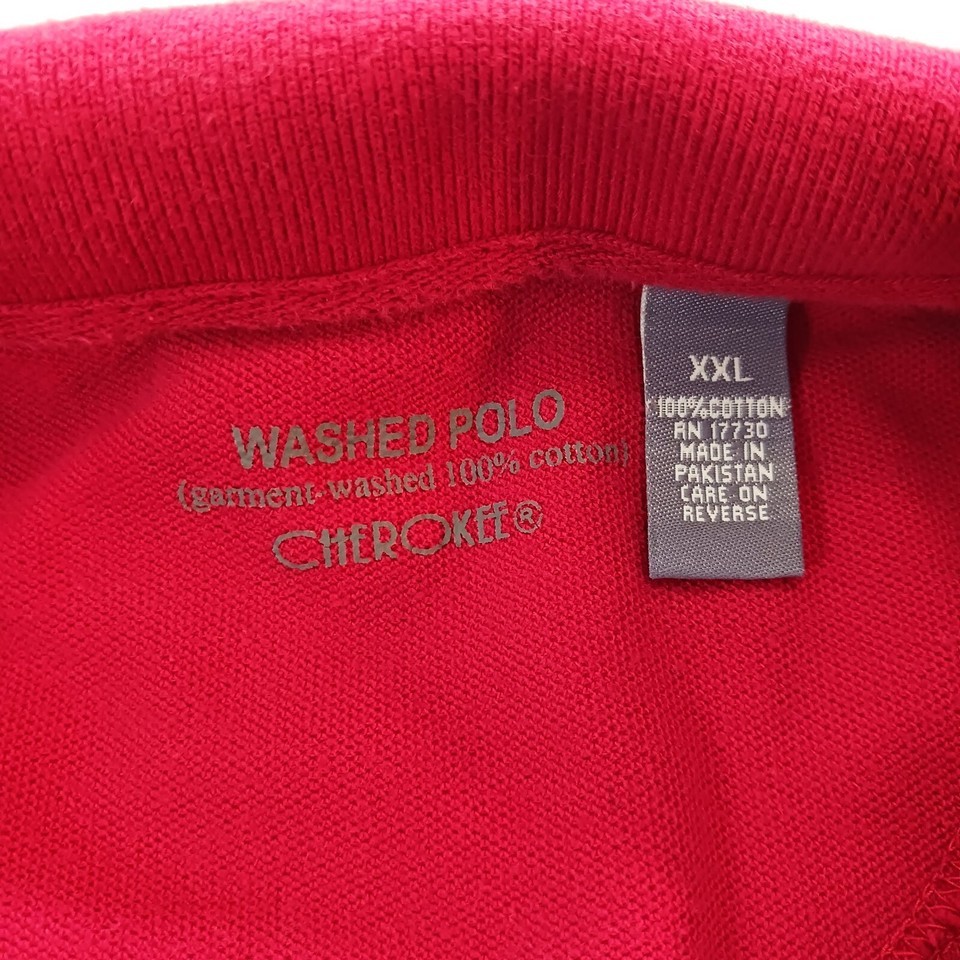 WASHED POLO
(garment-washed 100% cotton)
CHEROKEE®
XXL
100% COTTON
RN 17730
MADE IN
PAKISTAN
CARE ON
REVERSE